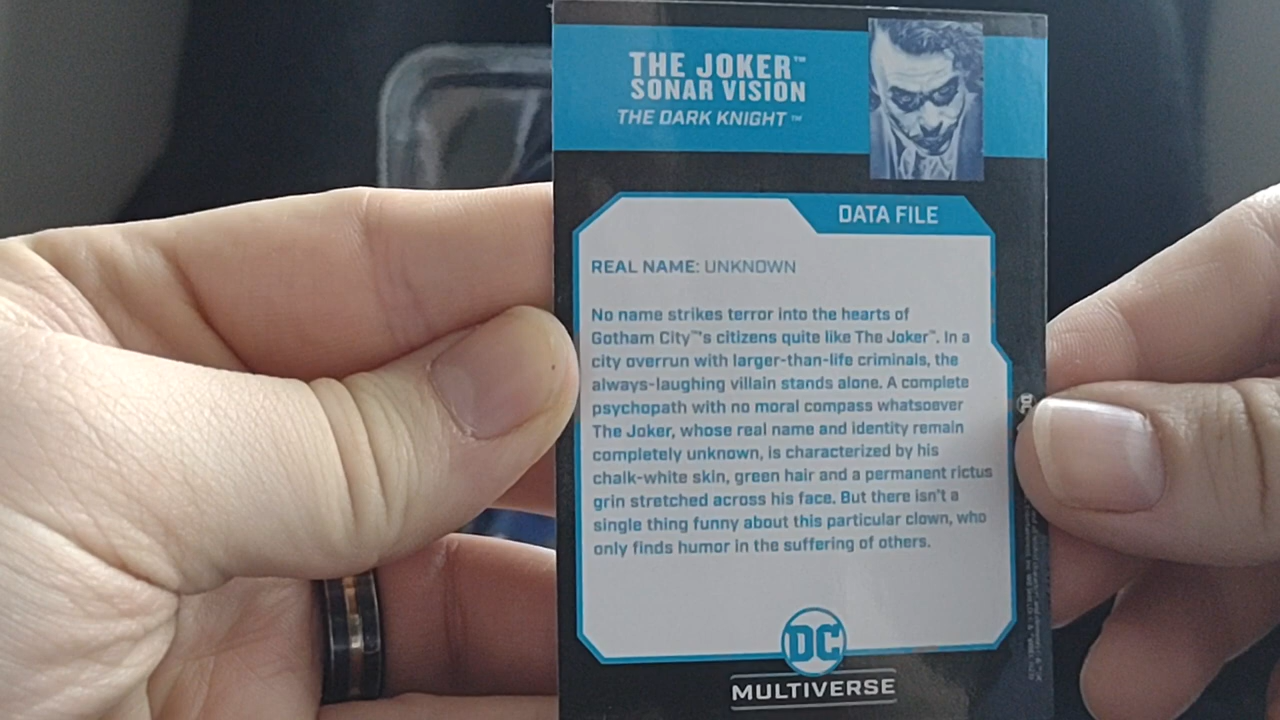 THE JOKER™
SONAR VISION
THE DARK KNIGHT™
DATA FILE
REAL NAME: UNKNOWN
No name strikes terror into the hearts of
Gotham City™'s citizens quite like The Joker™. In a
city overrun with larger-than-life criminals, the
always-laughing villain stands alone. A complete
psychopath with no moral compass whatsoever
The Joker, whose real name and identity remain
completely unknown, is characterized by his
chalk-white skin, green hair and a permanent rictus
grin stretched across his face. But there isn't a
single thing funny about this particular clown, who
only finds humor in the suffering of others.
DC
MULTIVERSE
DC